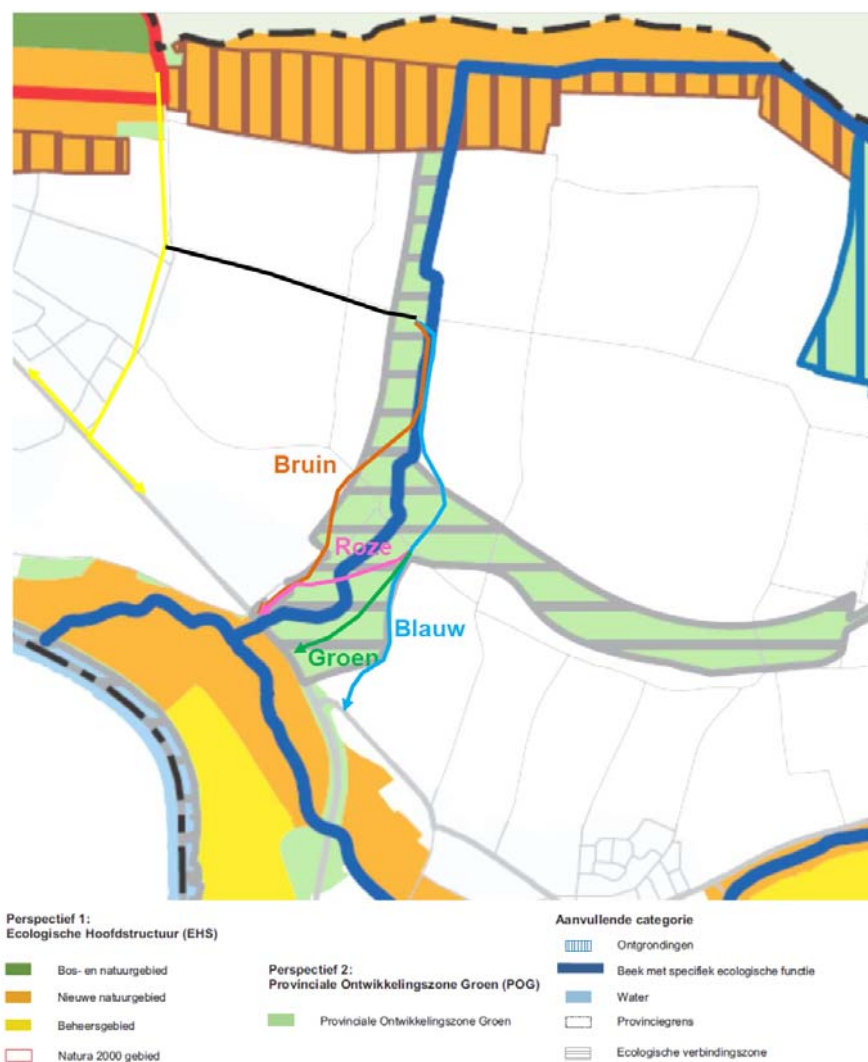 Bruin
Roze
Blauw
Groen
Perspectief 1:
Ecologische Hoofdstructuur (EHS)
Bos- en natuurgebied
Nieuwe natuurgebied
Beheersgebied
Natura 2000 gebied
Perspectief 2:
Provinciale Ontwikkelingszone Groen (POG)
Provinciale Ontwikkelingszone Groen
Aanvullende categorie
Ontgrondingen
Beek met specifiek ecologische functie
Water
Provinciegrens
Ecologische verbindingszone